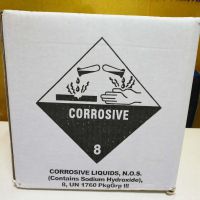 CORROSIVE
8
CORROSIVE LIQUIDS, N.O.S.
(Contains Sodium Hydroxide),
8, UN 1760 PkgGrp III